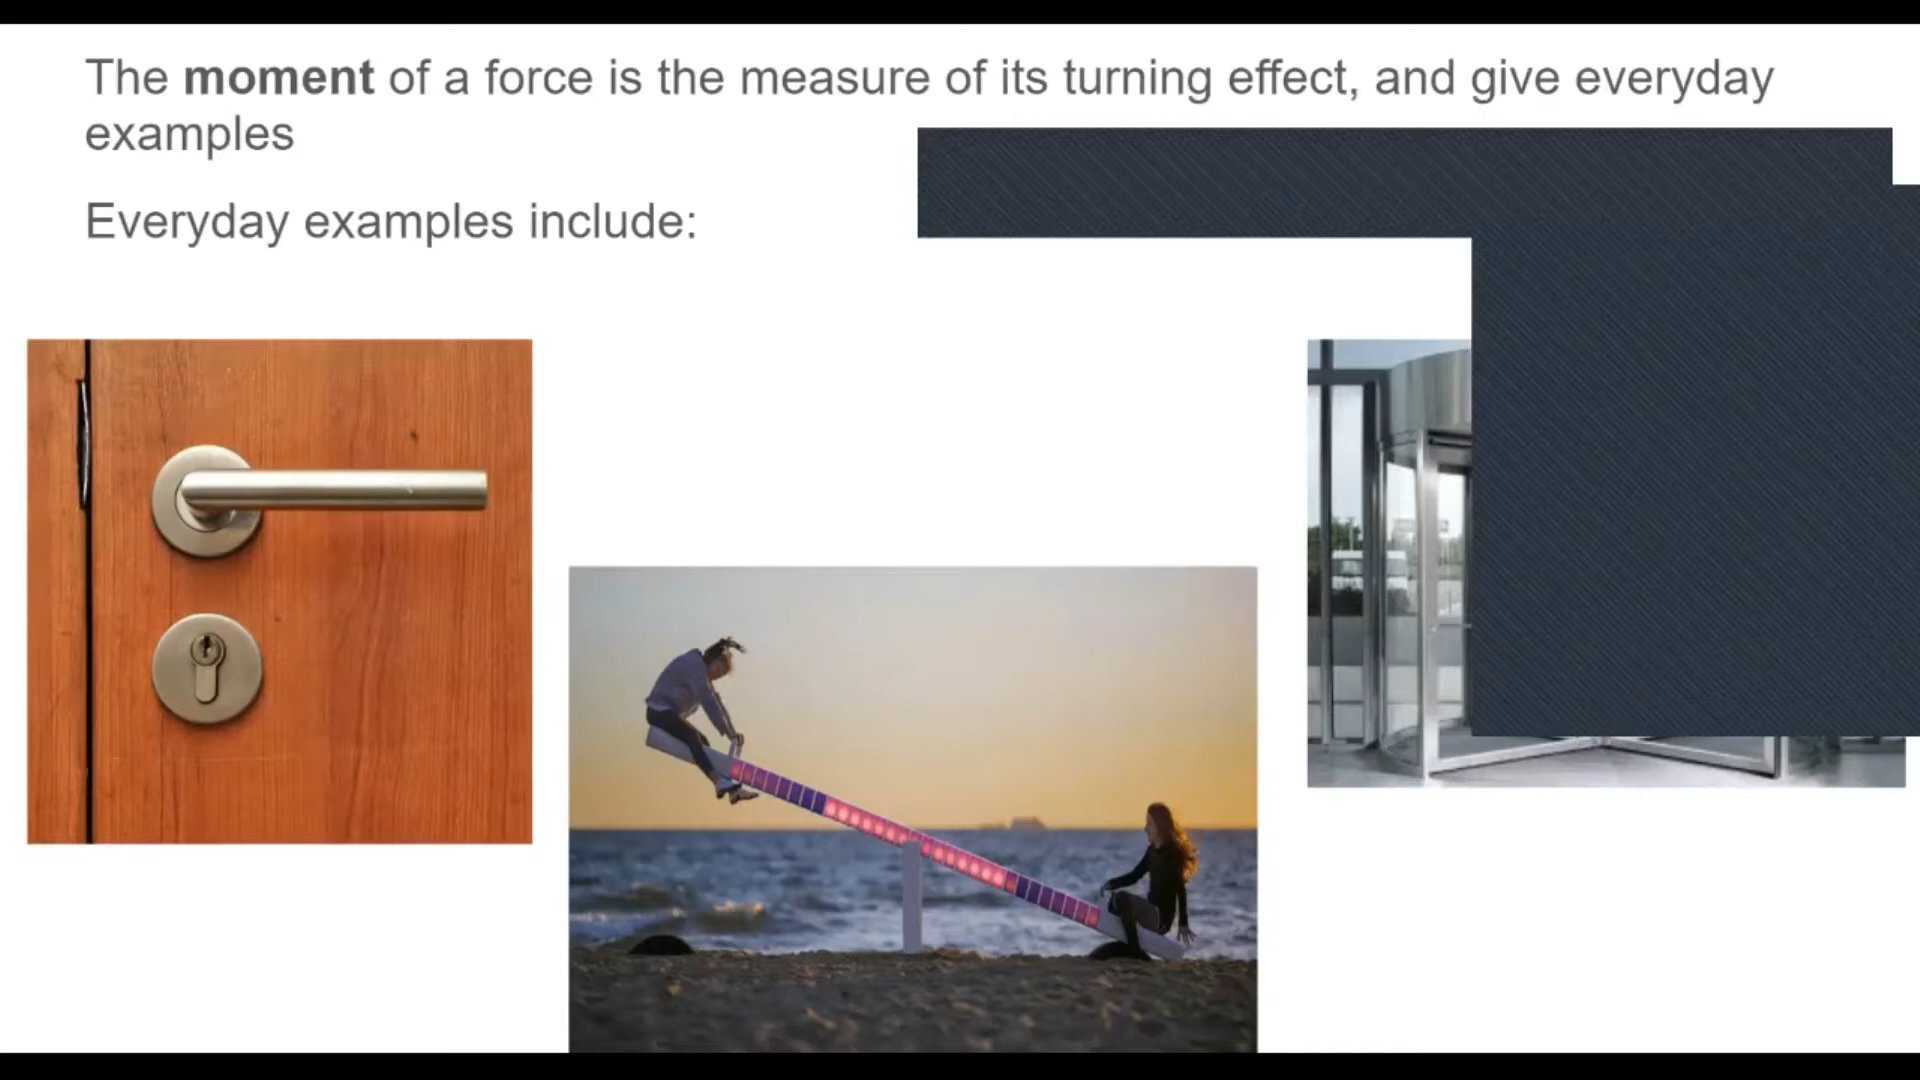 The moment of a force is the measure of its turning effect, and give everyday
examples
Everyday examples include: